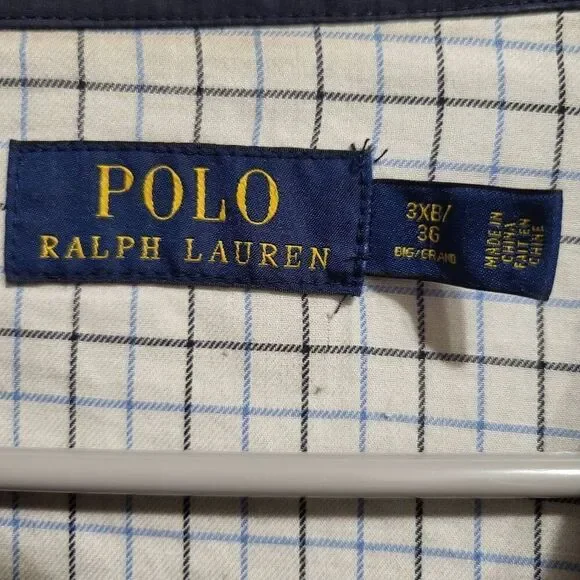 POLO
RALPH LAUREN
3XB/
3G
BIG/GRAND
MADE IN
CHINA
FAIT EN
CHINE